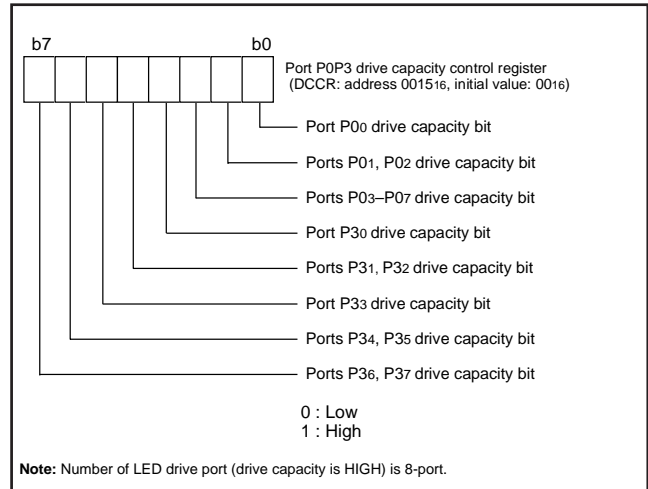 b7 b0
Port P0P3 drive capacity control register
(DCCR: address 001516, initial value: 0016)
Port P00 drive capacity bit
Ports P01, P02 drive capacity bit
Ports P03–P07 drive capacity bit
Port P30 drive capacity bit
Ports P31, P32 drive capacity bit
Port P33 drive capacity bit
Ports P34, P35 drive capacity bit
Ports P36, P37 drive capacity bit
0 : Low
1 : High
Note: Number of LED drive port (drive capacity is HIGH) is 8-port.